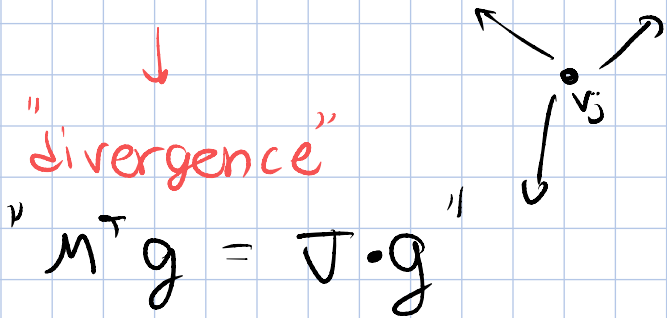 "divergence"
v_j
"M^T g = ∇·g"